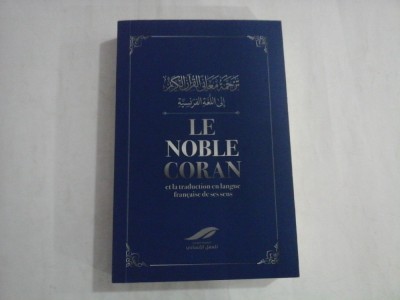 ترجمة معاني القرآن الكريم
إلى اللغة الفرنسية
LE
NOBLE
CORAN
et la traduction en langue
française de ses sens